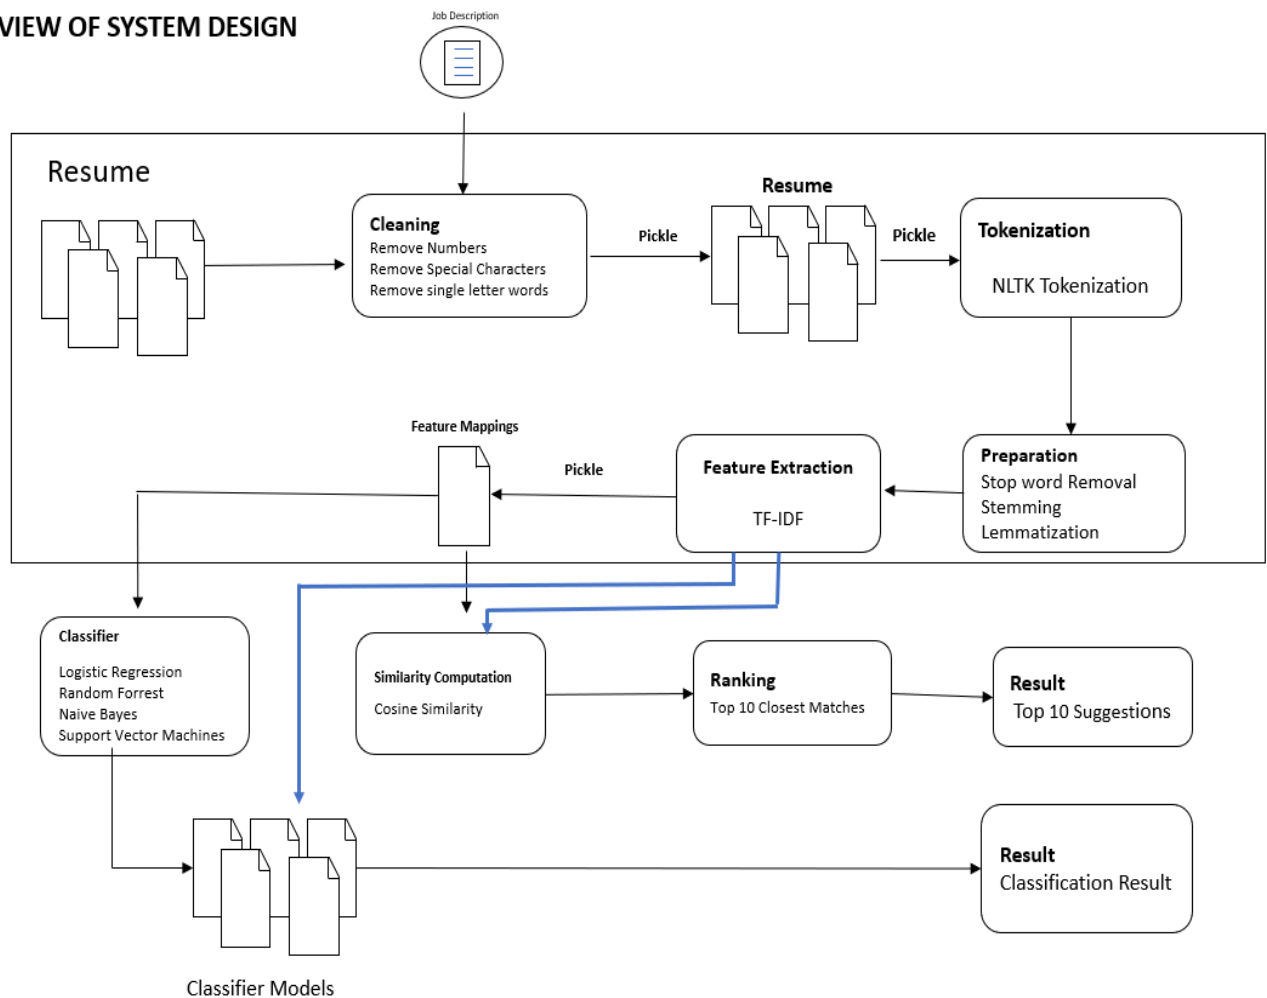 VIEW OF SYSTEM DESIGN
Job Description
Resume
Cleaning
Remove Numbers
Remove Special Characters
Remove single letter words
Pickle
Resume
Pickle
Tokenization
NLTK Tokenization
Feature Mappings
Pickle
Feature Extraction
TF-IDF
Preparation
Stop word Removal
Stemming
Lemmatization
Classifier
Logistic Regression
Random Forrest
Naive Bayes
Support Vector Machines
Similarity Computation
Cosine Similarity
Ranking
Top 10 Closest Matches
Result
Top 10 Suggestions
Result
Classification Result
Classifier Models